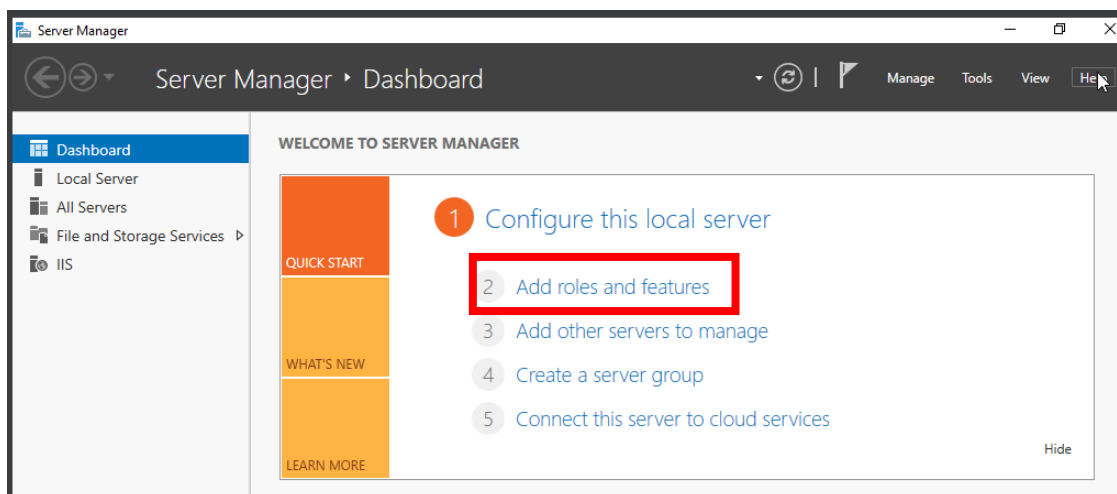 Server Manager
Server Manager • Dashboard
Manage Tools View
Dashboard
Local Server
All Servers
File and Storage Services
IIS
WELCOME TO SERVER MANAGER
QUICK START
WHAT'S NEW
LEARN MORE
1 Configure this local server
2 Add roles and features
3 Add other servers to manage
4 Create a server group
5 Connect this server to cloud services
Hide